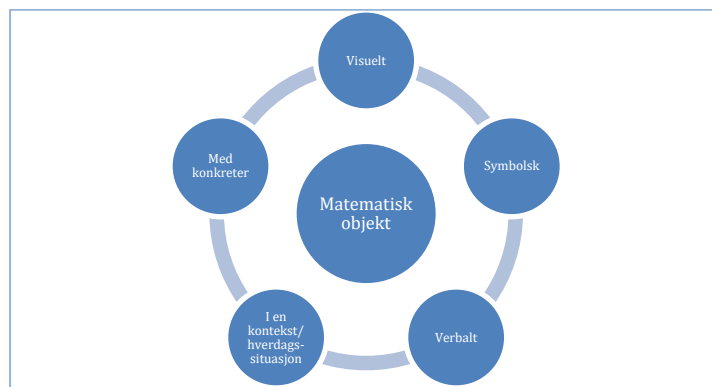 Visuelt
Med
konkreter
Symbolsk
Matematisk
objekt
I en
kontekst/
hverdags-
situasjon
Verbalt